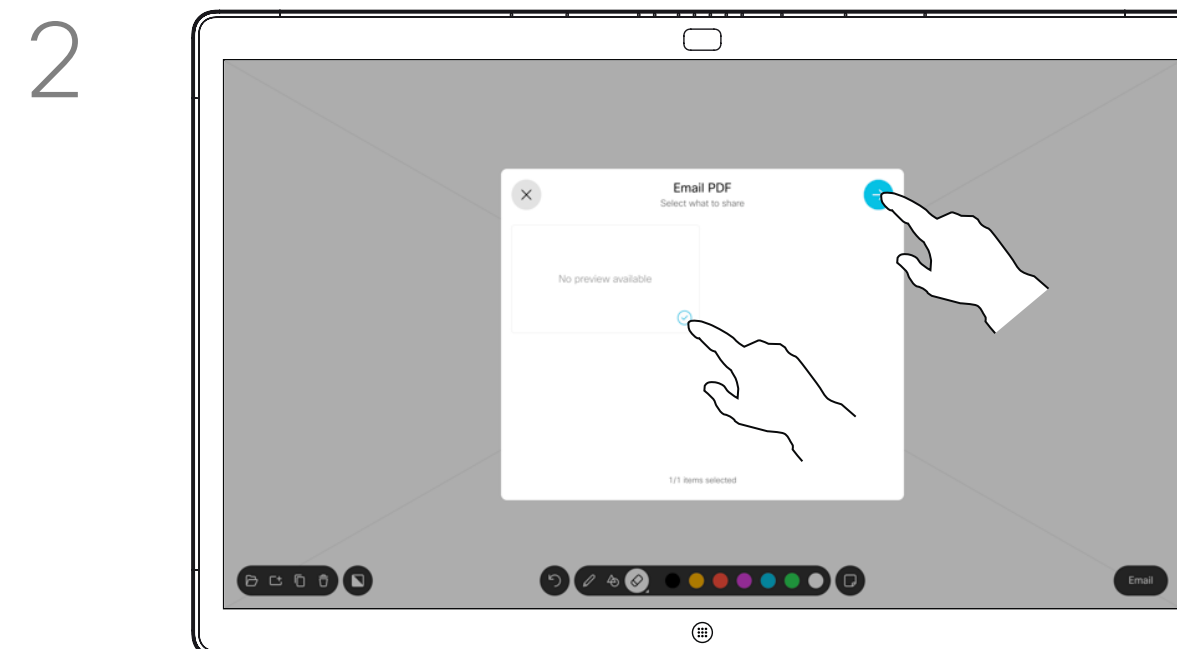 2
Email PDF
Select what to share
No preview available
1/1 items selected
Email